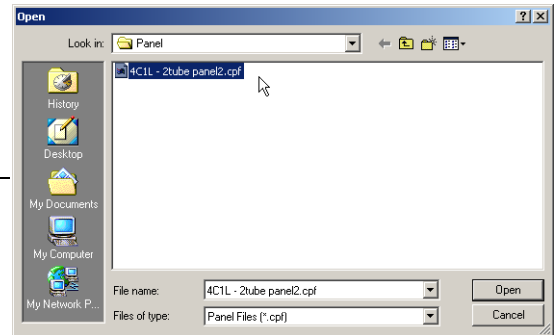 Open
Look in: Panel
4C1L - 2tube panel2.cpf
History
Desktop
My Documents
My Computer
My Network P...
File name: 4C1L - 2tube panel2.cpf Open
Files of type: Panel Files (*.cpf) Cancel